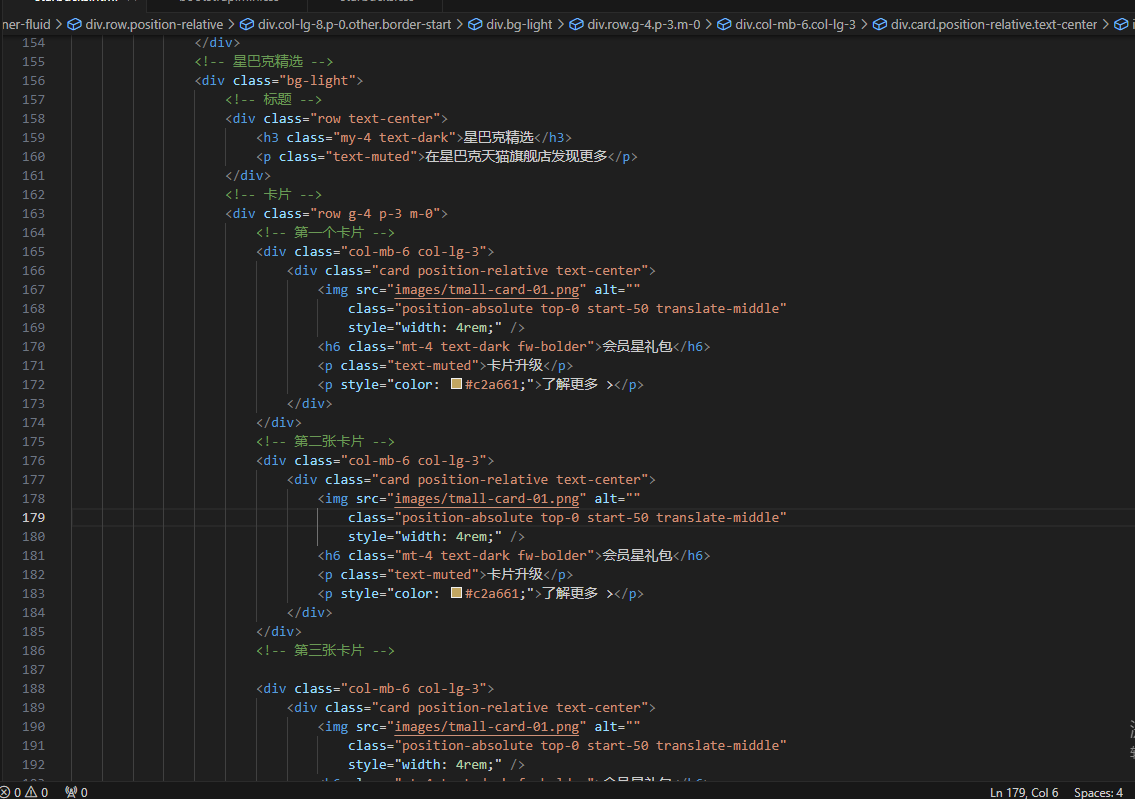 ner-fluid > div.row.position-relative > div.col-lg-8.p-0.other.border-start > div.bg-light > div.row.g-4.p-3.m-0 > div.col-mb-6.col-lg-3 > div.card.position-relative.text-center >
154 </div>
155 <!-- 星巴克精选 -->
156 <div class="bg-light">
157 <!-- 标题 -->
158 <div class="row text-center">
159 <h3 class="my-4 text-dark">星巴克精选</h3>
160 <p class="text-muted">在星巴克天猫旗舰店发现更多</p>
161 </div>
162 <!-- 卡片 -->
163 <div class="row g-4 p-3 m-0">
164 <!-- 第一个卡片 -->
165 <div class="col-mb-6 col-lg-3">
166 <div class="card position-relative text-center">
167 <img src="images/tmall-card-01.png" alt=""
168 class="position-absolute top-0 start-50 translate-middle"
169 style="width: 4rem;" />
170 <h6 class="mt-4 text-dark fw-bolder">会员星礼包</h6>
171 <p class="text-muted">卡片升级</p>
172 <p style="color: #c2a661;">了解更多 ></p>
173 </div>
174 </div>
175 <!-- 第二张卡片 -->
176 <div class="col-mb-6 col-lg-3">
177 <div class="card position-relative text-center">
178 <img src="images/tmall-card-01.png" alt=""
179 class="position-absolute top-0 start-50 translate-middle"
180 style="width: 4rem;" />
181 <h6 class="mt-4 text-dark fw-bolder">会员星礼包</h6>
182 <p class="text-muted">卡片升级</p>
183 <p style="color: #c2a661;">了解更多 ></p>
184 </div>
185 </div>
186 <!-- 第三张卡片 -->
187
188 <div class="col-mb-6 col-lg-3">
189 <div class="card position-relative text-center">
190 <img src="images/tmall-card-01.png" alt=""
191 class="position-absolute top-0 start-50 translate-middle"
192 style="width: 4rem;" />
0 0 0 Ln 179, Col 6 Spaces: 4